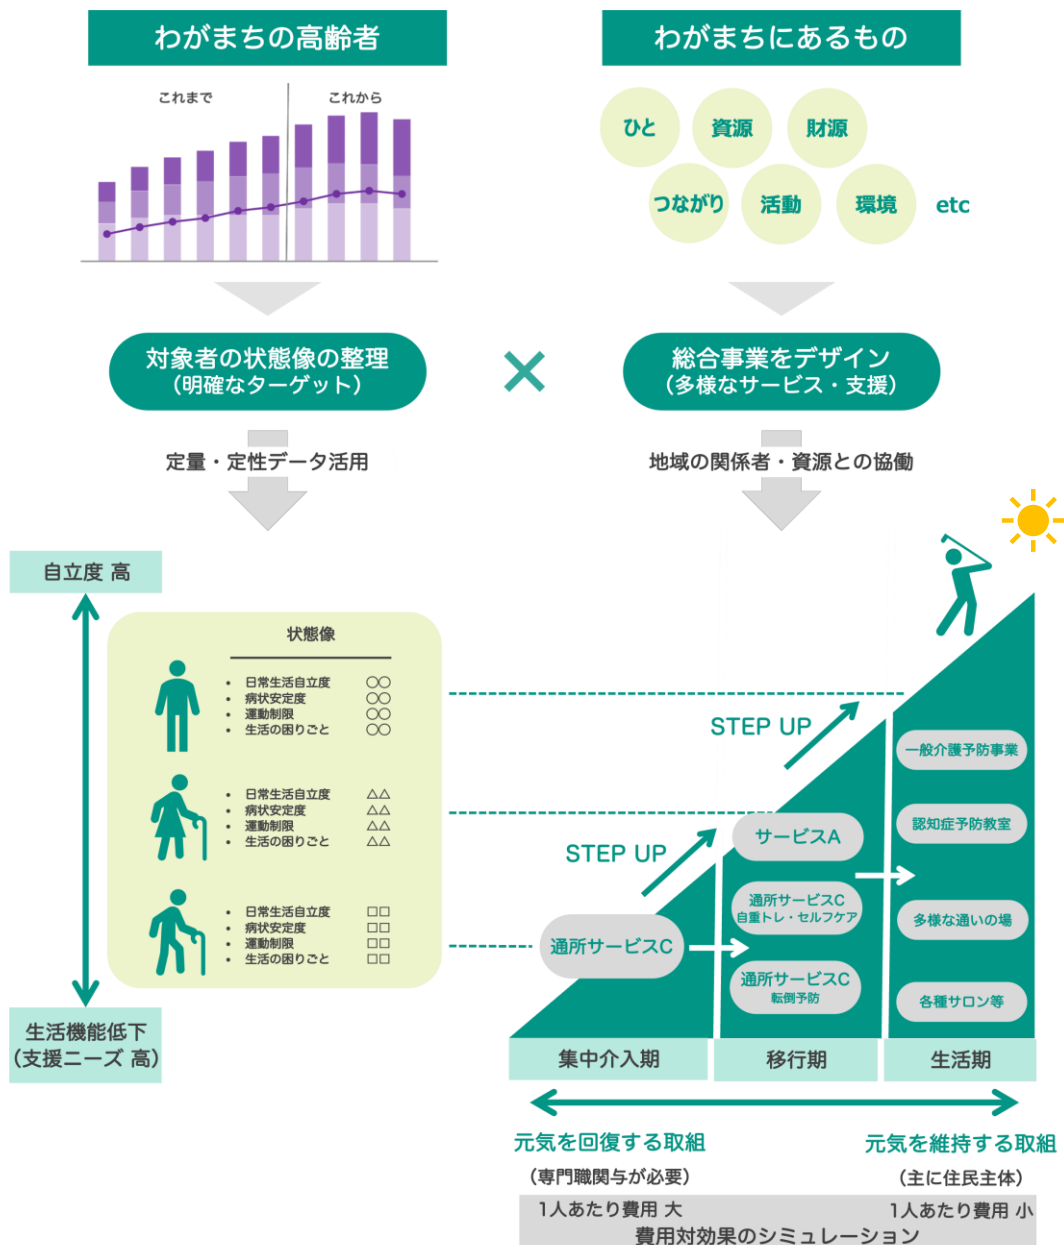 わがまちの高齢者
これまで
これから
わがまちにあるもの
ひと
資源
財源
つながり
活動
環境
etc
対象者の状態像の整理
（明確なターゲット）
×
総合事業をデザイン
（多様なサービス・支援）
定量・定性データ活用
地域の関係者・資源との協働
自立度 高
状態像
• 日常生活自立度 〇〇
• 病状安定度 〇〇
• 運動制限 〇〇
• 生活の困りごと 〇〇
• 日常生活自立度 △△
• 病状安定度 △△
• 運動制限 △△
• 生活の困りごと △△
• 日常生活自立度 □□
• 病状安定度 □□
• 運動制限 □□
• 生活の困りごと □□
生活機能低下
（支援ニーズ 高）
STEP UP
STEP UP
通所サービスC
サービスA
通所サービスC
自重トレ・セルフケア
通所サービスC
転倒予防
一般介護予防事業
認知症予防教室
多様な通いの場
各種サロン等
集中介入期
移行期
生活期
元気を回復する取組
（専門職関与が必要）
1人あたり費用 大
元気を維持する取組
（主に住民主体）
1人あたり費用 小
費用対効果のシミュレーション